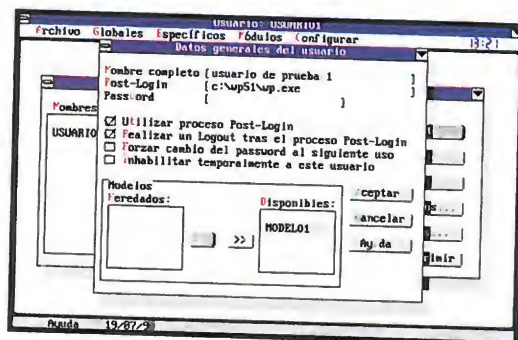 Usuario: USUARIO1
Archivo Globales Específicos Módulos Configurar 13:21
Datos generales del usuario
Nombre completo [usuario de prueba 1 ]
Post-Login [c:\wp51\wp.exe ]
Password [ ]
Nombres
USUARIO
Utilizar proceso Post-Login
Realizar un Logout tras el proceso Post-Login
Forzar cambio del password al siguiente uso
Inhabilitar temporalmente a este usuario
Modelos
Heredados: Disponibles:
MODELO1
>>
Aceptar
Cancelar
Ayuda
Ayuda 19/07/9